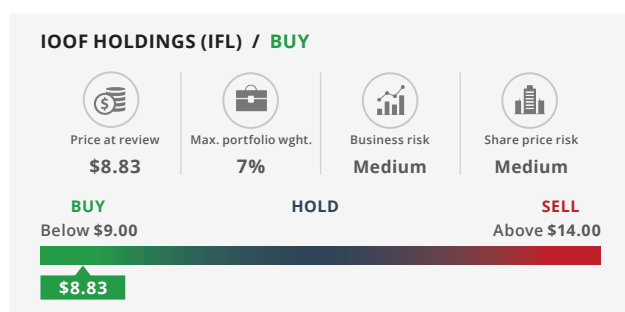 IOOF HOLDINGS (IFL) / BUY
Price at review Max. portfolio wght. Business risk Share price risk
$8.83 7% Medium Medium
BUY HOLD SELL
Below $9.00 Above $14.00
$8.83